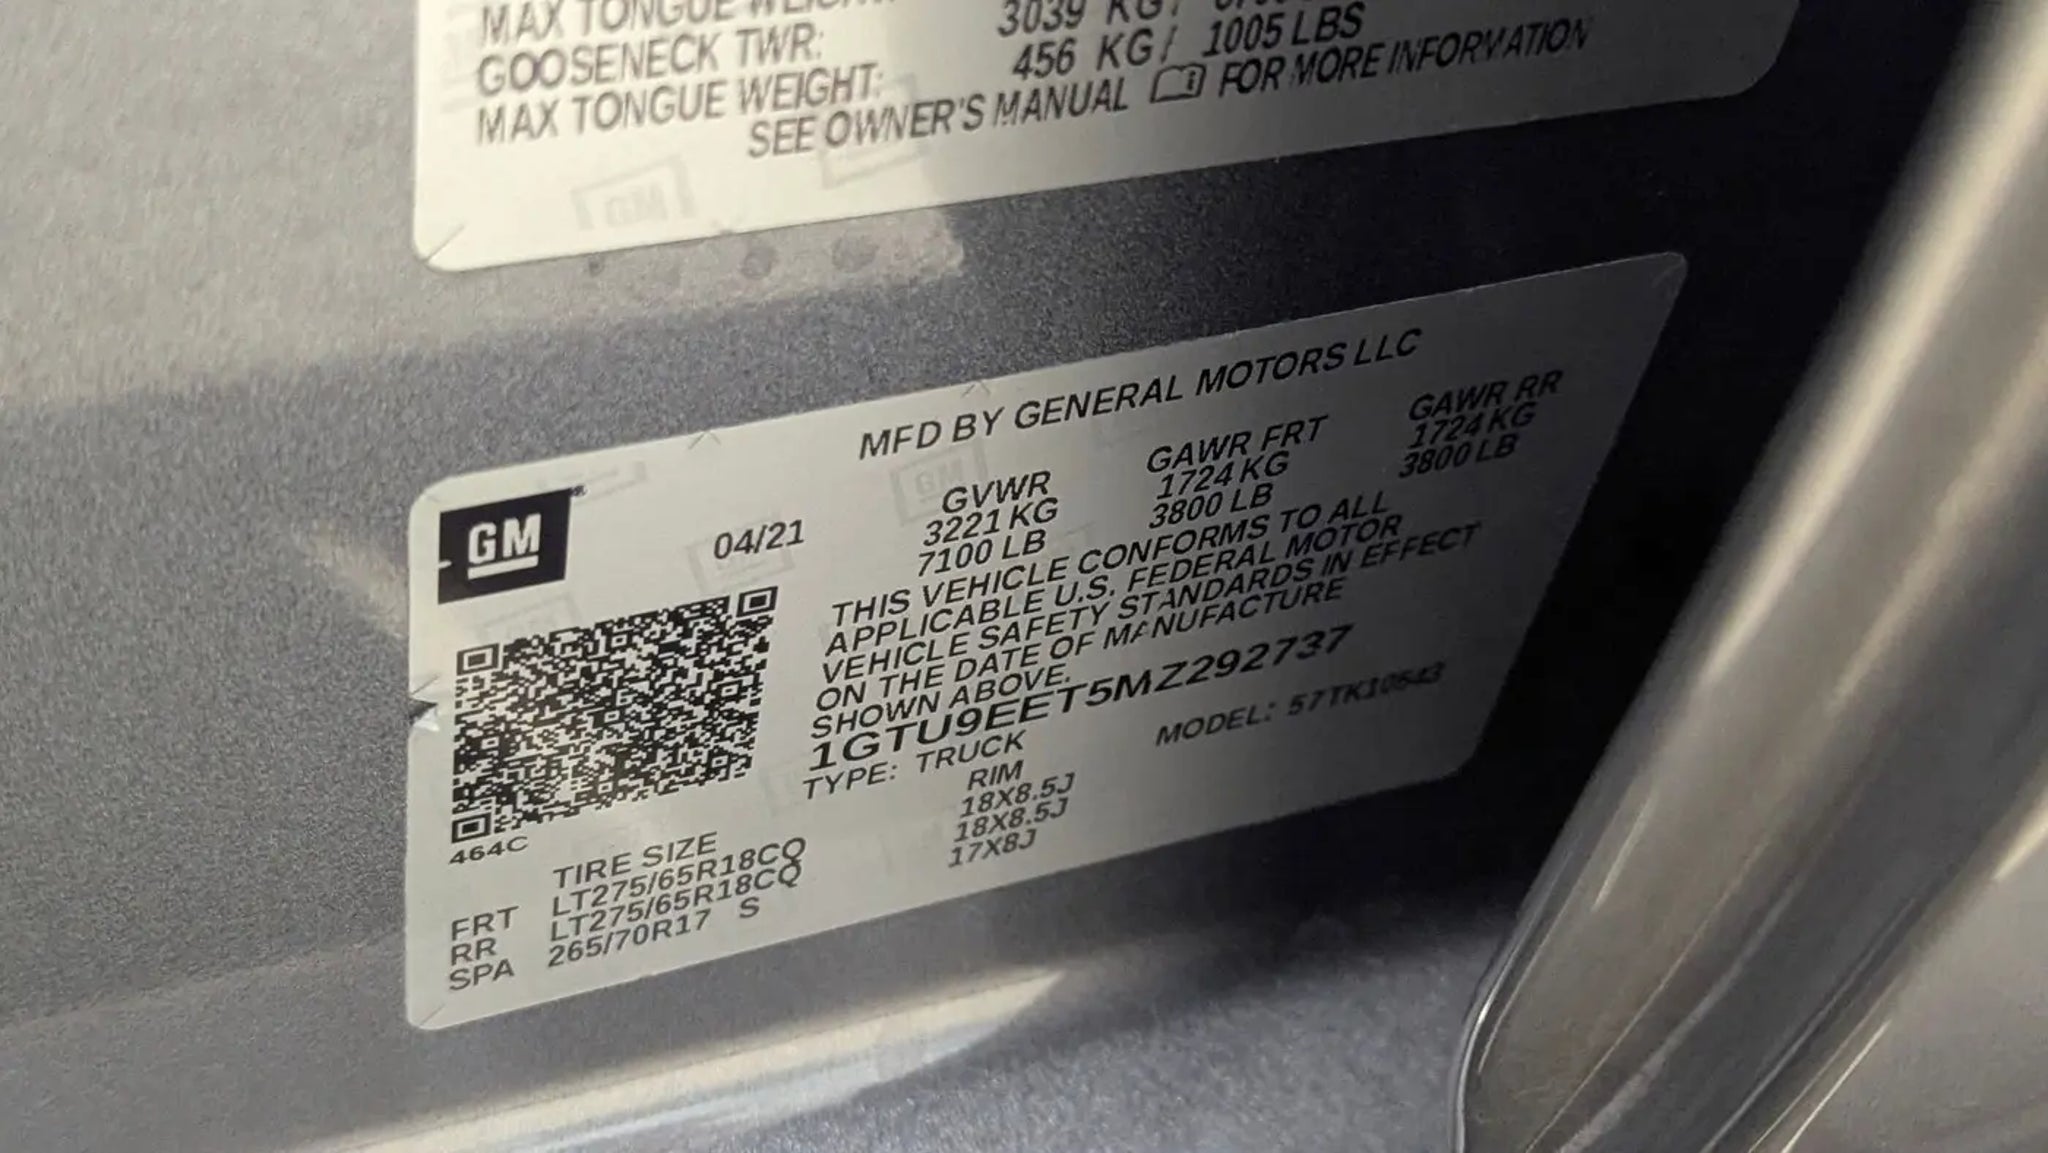 MAX TONGUE WEIGHT:
GOOSENECK TWR: 3039 KG/
MAX TONGUE WEIGHT: 456 KG/ 1005 LBS
SEE OWNER'S MANUAL FOR MORE INFORMATION
MFD BY GENERAL MOTORS LLC
GM
04/21
GVWR GAWR FRT GAWR RR
3221 KG 1724 KG 1724 KG
7100 LB 3800 LB 3800 LB
THIS VEHICLE CONFORMS TO ALL
APPLICABLE U.S. FEDERAL MOTOR
VEHICLE SAFETY STANDARDS IN EFFECT
ON THE DATE OF MANUFACTURE
SHOWN ABOVE.
1GTU9EET5MZ292737
TYPE: TRUCK MODEL: 57TK10543
464C
TIRE SIZE RIM
FRT LT275/65R18CQ 18X8.5J
RR LT275/65R18CQ 18X8.5J
SPA 265/70R17 S 17X8J